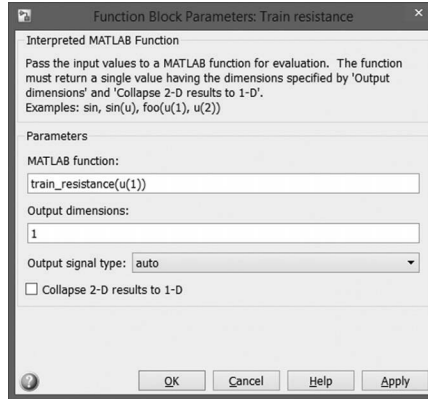 Function Block Parameters: Train resistance
Interpreted MATLAB Function
Pass the input values to a MATLAB function for evaluation. The function
must return a single value having the dimensions specified by 'Output
dimensions' and 'Collapse 2-D results to 1-D'.
Examples: sin, sin(u), foo(u(1), u(2))
Parameters
MATLAB function:
train_resistance(u(1))
Output dimensions:
1
Output signal type: auto
Collapse 2-D results to 1-D
OK Cancel Help Apply